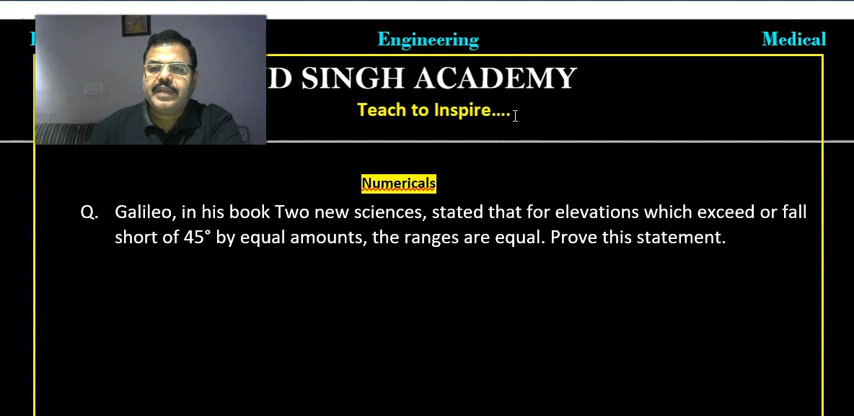 Engineering
Medical
D SINGH ACADEMY
Teach to Inspire....
Numericals
Q. Galileo, in his book Two new sciences, stated that for elevations which exceed or fall
short of 45° by equal amounts, the ranges are equal. Prove this statement.